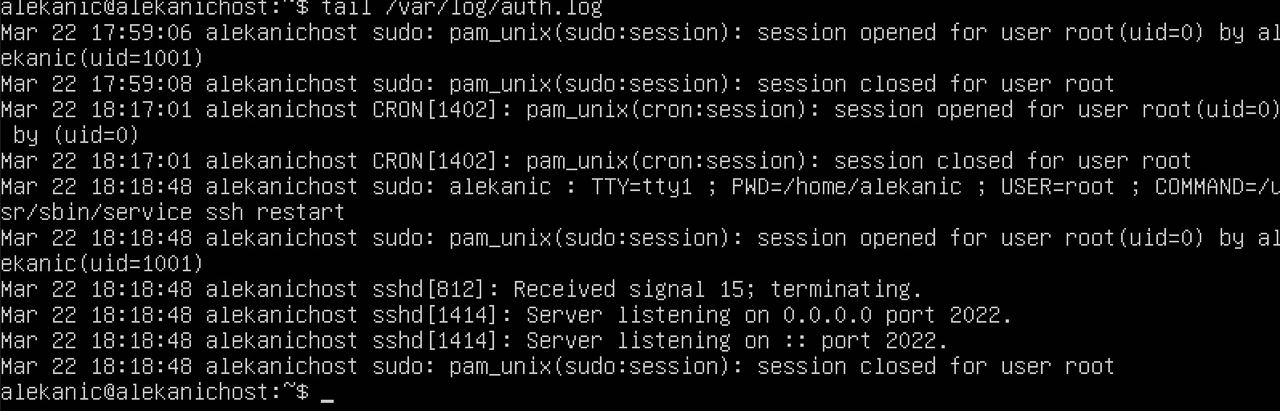 alekanic@alekanichost:~$ tail /var/log/auth.log
Mar 22 17:59:06 alekanichost sudo: pam_unix(sudo:session): session opened for user root(uid=0) by al
ekanic(uid=1001)
Mar 22 17:59:08 alekanichost sudo: pam_unix(sudo:session): session closed for user root
Mar 22 18:17:01 alekanichost CRON[1402]: pam_unix(cron:session): session opened for user root(uid=0)
 by (uid=0)
Mar 22 18:17:01 alekanichost CRON[1402]: pam_unix(cron:session): session closed for user root
Mar 22 18:18:48 alekanichost sudo: alekanic : TTY=tty1 ; PWD=/home/alekanic ; USER=root ; COMMAND=/u
sr/sbin/service ssh restart
Mar 22 18:18:48 alekanichost sudo: pam_unix(sudo:session): session opened for user root(uid=0) by al
ekanic(uid=1001)
Mar 22 18:18:48 alekanichost sshd[812]: Received signal 15; terminating.
Mar 22 18:18:48 alekanichost sshd[1414]: Server listening on 0.0.0.0 port 2022.
Mar 22 18:18:48 alekanichost sshd[1414]: Server listening on :: port 2022.
Mar 22 18:18:48 alekanichost sudo: pam_unix(sudo:session): session closed for user root
alekanic@alekanichost:~$ _